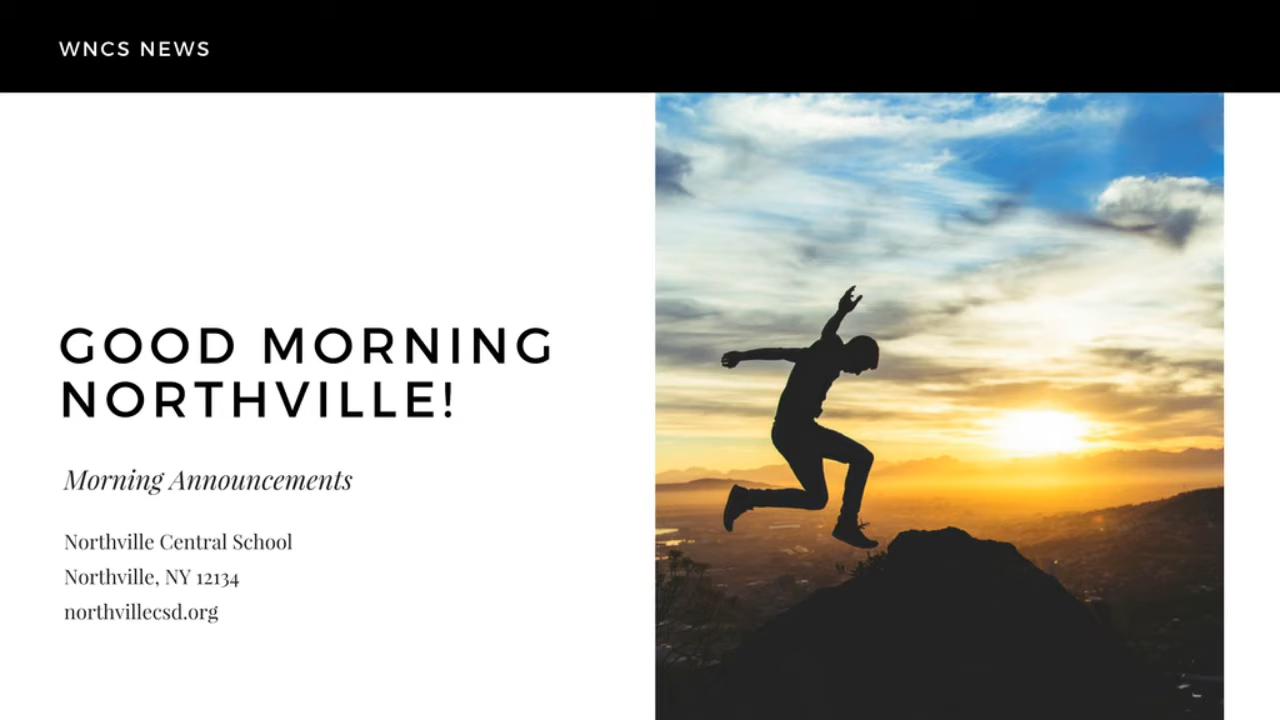 WNCS NEWS
GOOD MORNING
NORTHVILLE!
Morning Announcements
Northville Central School
Northville, NY 12134
northvillecsd.org